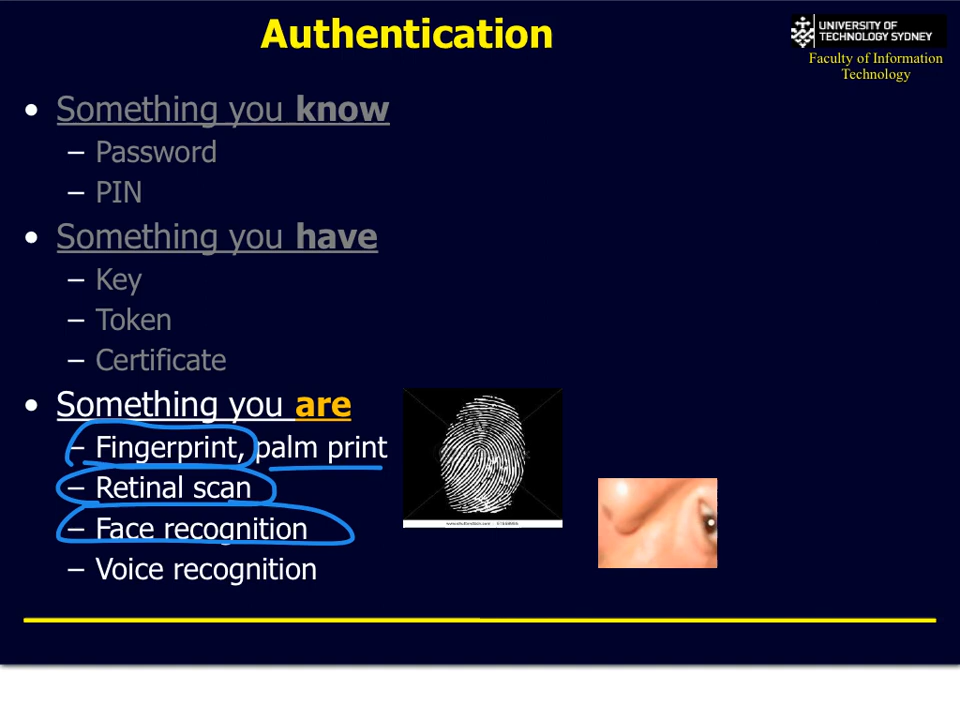 Authentication
UNIVERSITY OF
TECHNOLOGY SYDNEY
Faculty of Information
Technology
• Something you know
– Password
– PIN
• Something you have
– Key
– Token
– Certificate
• Something you are
– Fingerprint, palm print
– Retinal scan
– Face recognition
– Voice recognition